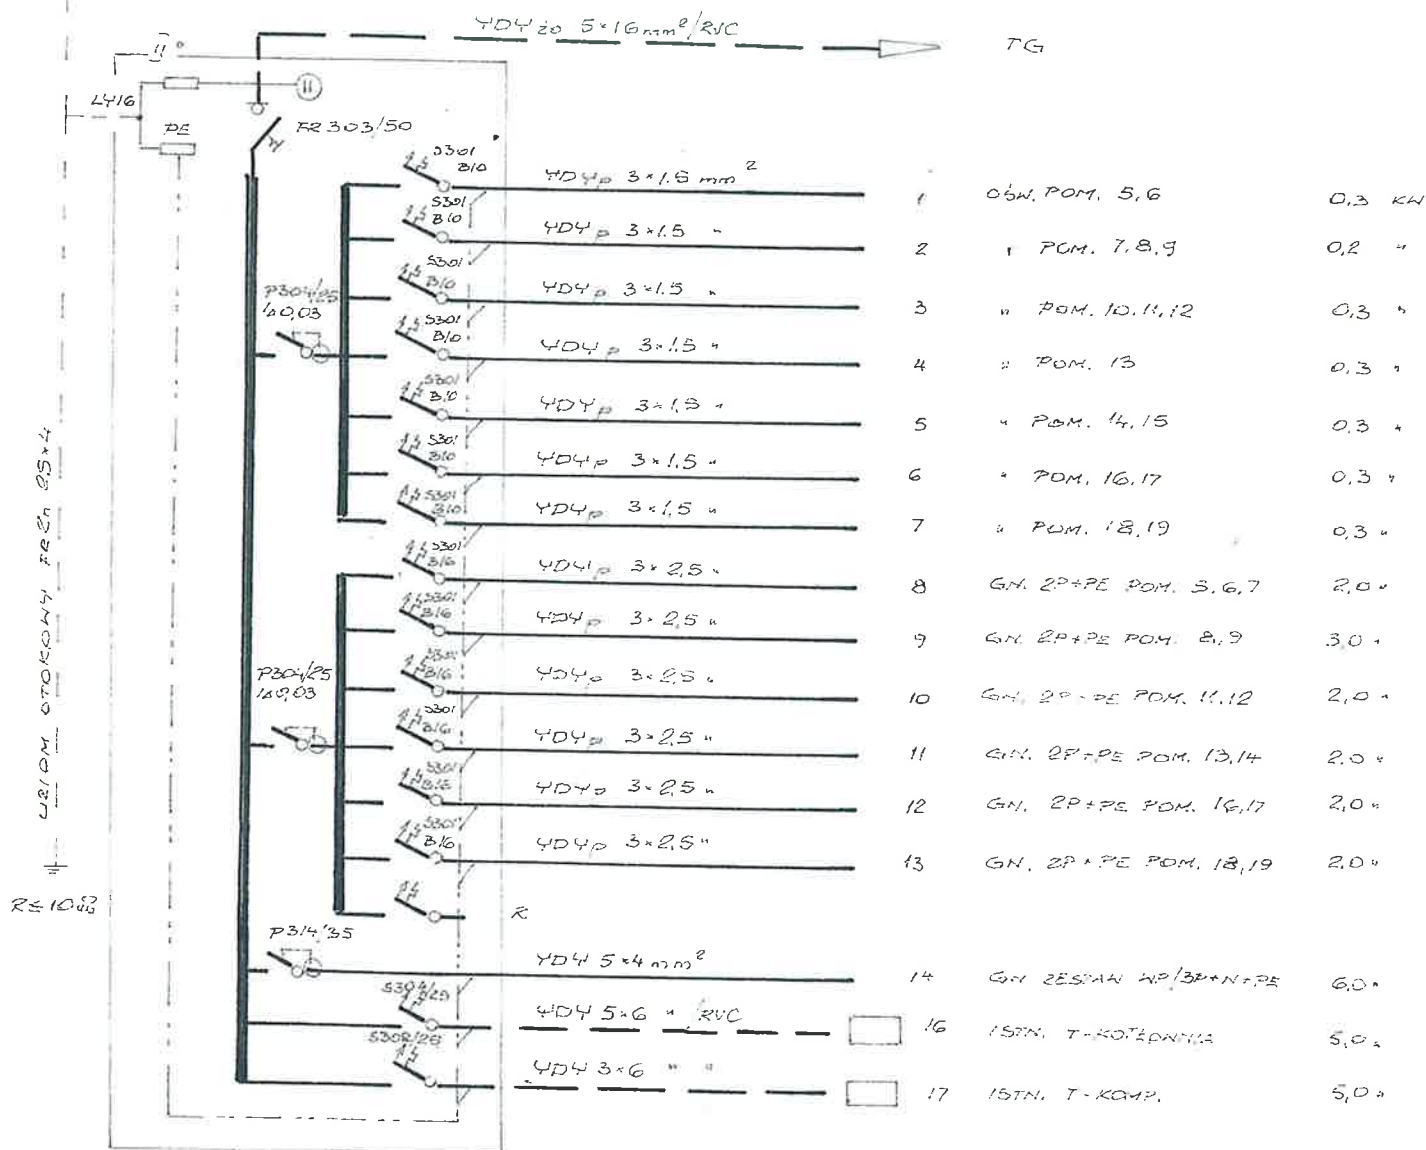 YDY żo 5×16 mm²/RVC
TG
LY16
PE
FR 303/50
S301 B10 YDYp 3×1.5 mm² 1 OŚW. POM. 5,6 0,3 KW
S301 B10 YDYp 3×1.5 " 2 " POM. 7,8,9 0,2 "
S301 B10 YDYp 3×1.5 " 3 " POM. 10,11,12 0,3 "
P304/25
IΔ0,03
S301 B10 YDYp 3×1.5 " 4 " POM. 13 0,3 "
S301 B10 YDYp 3×1.5 " 5 " POM. 14,15 0,3 "
S301 B10 YDYp 3×1.5 " 6 " POM. 16,17 0,3 "
S301 B10 YDYp 3×1.5 " 7 " POM. 18,19 0,3 "
S301 B16 YDYp 3×2,5 " 8 GN. 2P+PE POM. 5,6,7 2,0 "
S301 B16 YDYp 3×2,5 " 9 GN. 2P+PE POM. 8,9 3,0 "
P304/25
IΔ0,03
S301 B16 YDYp 3×2,5 " 10 GN. 2P+PE POM. 11,12 2,0 "
S301 B16 YDYp 3×2,5 " 11 GN. 2P+PE POM. 13,14 2,0 "
S301 B16 YDYp 3×2,5 " 12 GN. 2P+PE POM. 16,17 2,0 "
S301 B16 YDYp 3×2,5 " 13 GN. 2P+PE POM. 18,19 2,0 "
R
P314/35
YDY 5×4 mm² 14 GN ZESTAW WP/3P+N+PE 6,0 "
YDY 5×6 " RVC 16 ISTN. T-KOTŁOWNIA 5,0 "
YDY 3×6 " " 17 ISTN. T-KOMP. 5,0 "
UZIOM OTOKOWY FeZn 25×4
R≤10Ω